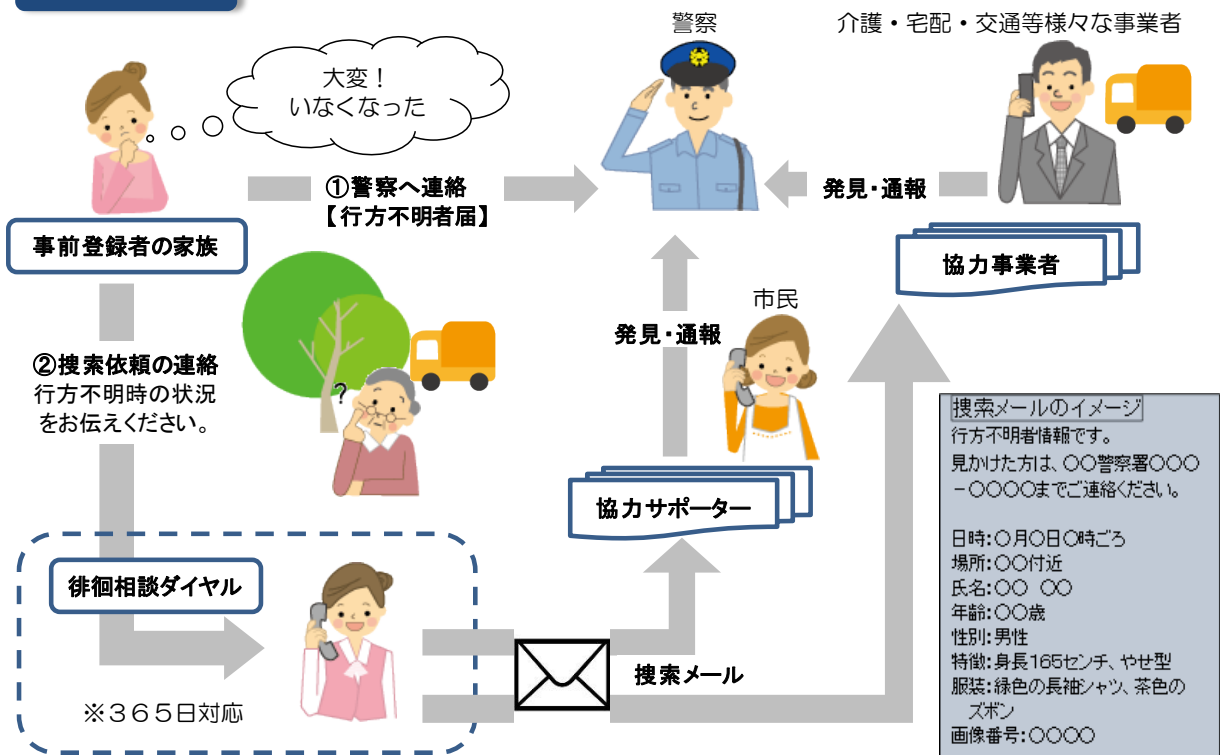 警察
介護・宅配・交通等様々な事業者
大変！
いなくなった
①警察へ連絡
【行方不明者届】
発見・通報
事前登録者の家族
協力事業者
市民
発見・通報
②捜索依頼の連絡
行方不明時の状況
をお伝えください。
?
協力サポーター
徘徊相談ダイヤル
捜索メール
※３６５日対応
捜索メールのイメージ
行方不明者情報です。
見かけた方は、〇〇警察署〇〇〇
－〇〇〇〇までご連絡ください。
日時:〇月〇日〇時ごろ
場所:〇〇付近
氏名:〇〇 〇〇
年齢:〇〇歳
性別:男性
特徴:身長165センチ、やせ型
服装:緑色の長袖シャツ、茶色の
ズボン
画像番号:〇〇〇〇